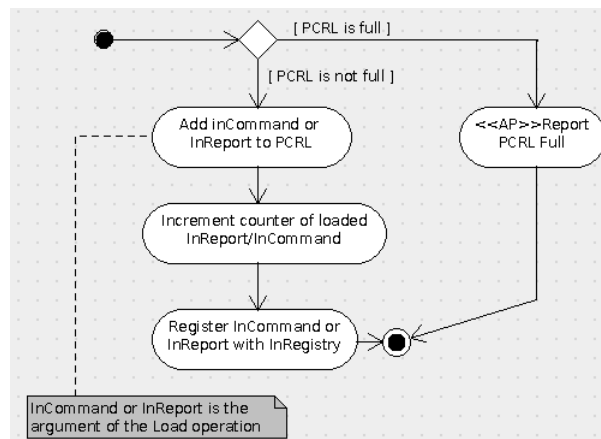 [ PCRL is full ]
[ PCRL is not full ]
Add inCommand or
InReport to PCRL
<<AP>>Report
PCRL Full
Increment counter of loaded
InReport/InCommand
Register InCommand or
InReport with InRegistry
InCommand or InReport is the
argument of the Load operation